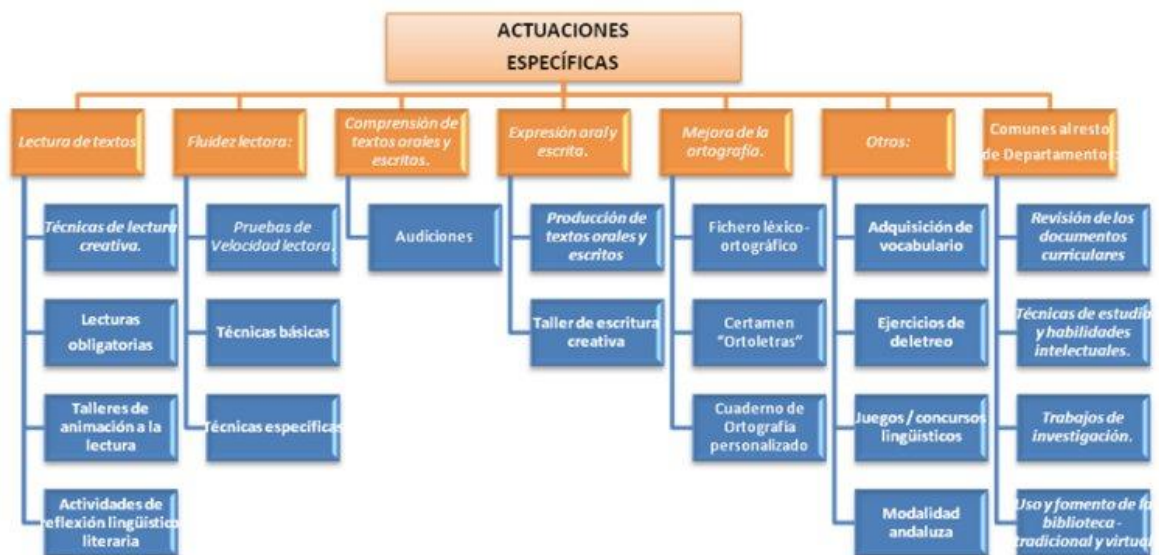 ACTUACIONES
ESPECÍFICAS
Lectura de textos
Técnicas de lectura
creativa.
Lecturas
obligatorias
Talleres de
animación a la
lectura
Actividades de
reflexión lingüístico
literaria
Fluidez lectora:
Pruebas de
Velocidad lectora.
Técnicas básicas
Técnicas específicas
Comprensión de
textos orales y
escritos.
Audiciones
Expresión oral y
escrita.
Producción de
textos orales y
escritos
Taller de escritura
creativa
Mejora de la
ortografía.
Fichero léxico-
ortográfico
Certamen
"Ortoletras"
Cuaderno de
Ortografía
personalizado
Otros:
Adquisición de
vocabulario
Ejercicios de
deletreo
Juegos / concursos
lingüísticos
Modalidad
andaluza
Comunes al resto
de Departamentos:
Revisión de los
documentos
curriculares
Técnicas de estudio
y habilidades
intelectuales.
Trabajos de
investigación.
Uso y fomento de la
biblioteca -
tradicional y virtual